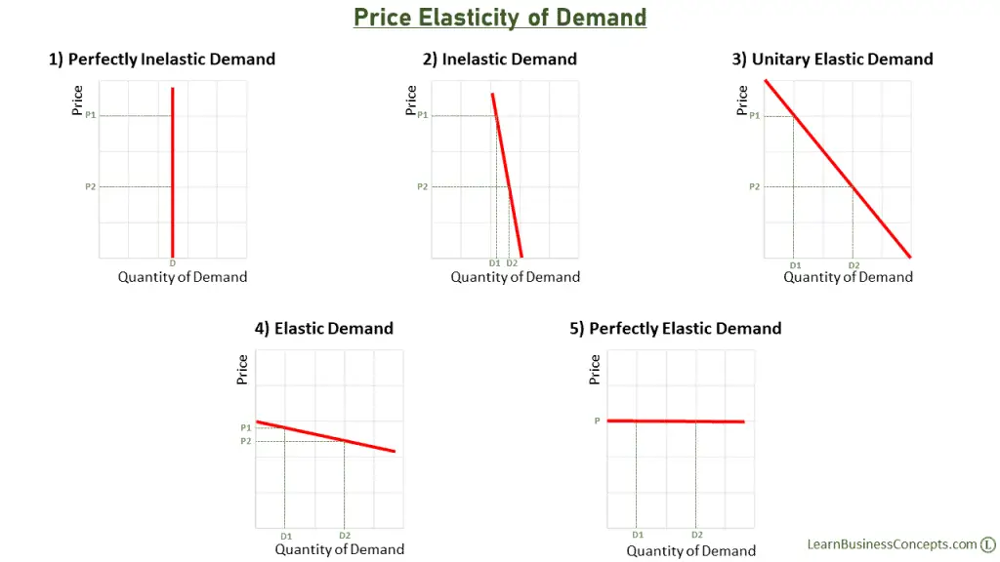 Price Elasticity of Demand
1) Perfectly Inelastic Demand
Price
P1
P2
D
Quantity of Demand
2) Inelastic Demand
Price
P1
P2
D1 D2
Quantity of Demand
3) Unitary Elastic Demand
Price
P1
P2
D1 D2
Quantity of Demand
4) Elastic Demand
Price
P1
P2
D1 D2
Quantity of Demand
5) Perfectly Elastic Demand
Price
P
D1 D2
Quantity of Demand
LearnBusinessConcepts.com L